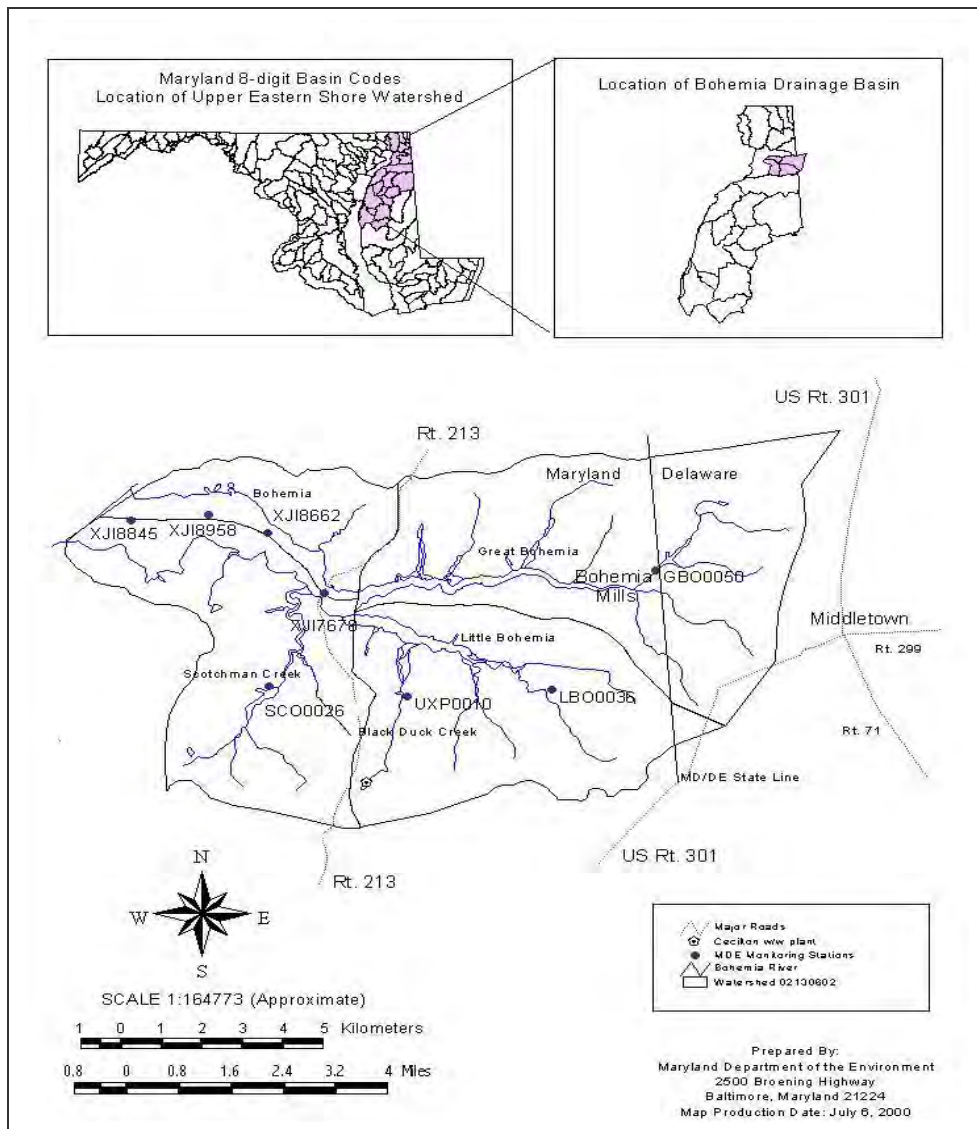 Maryland 8-digit Basin Codes
Location of Upper Eastern Shore Watershed
Location of Bohemia Drainage Basin
US Rt. 301
Rt. 213
Maryland
Delaware
Bohemia
XJI8845
XJI8958
XJI8662
Great Bohemia
Bohemia
Mills
GBO0050
XJI7678
Middletown
Rt. 299
Little Bohemia
Scotchman Creek
SCO0026
UXP0010
LBO0036
Black Duck Creek
Rt. 71
MD/DE State Line
US Rt. 301
Rt. 213
N
W
E
S
SCALE 1:164773 (Approximate)
1 0 1 2 3 4 5 Kilometers
0.8 0 0.8 1.6 2.4 3.2 4 Miles
Major Roads
Cecilton ww plant
MDE Monitoring Stations
Bohemia River
Watershed 02130602
Prepared By:
Maryland Department of the Environment
2500 Broening Highway
Baltimore, Maryland 21224
Map Production Date: July 6, 2000